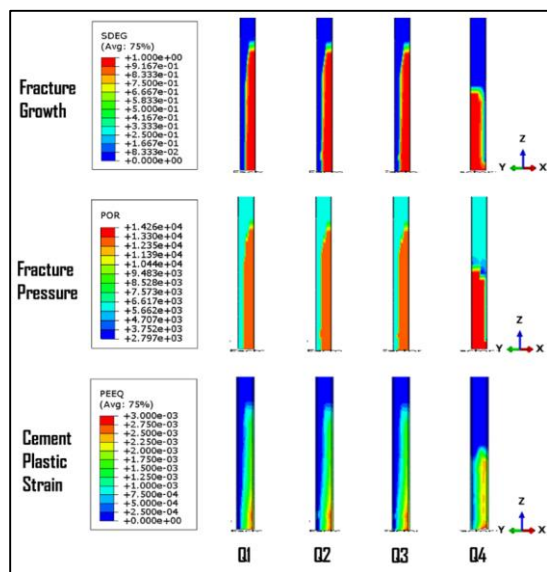 SDEG
(Avg: 75%)
+1.000e+00
+9.167e-01
+8.333e-01
+7.500e-01
+6.667e-01
+5.833e-01
+5.000e-01
+4.167e-01
+3.333e-01
+2.500e-01
+1.667e-01
+8.333e-02
+0.000e+00
Fracture
Growth
Z
Y X
POR
+1.426e+04
+1.330e+04
+1.235e+04
+1.139e+04
+1.044e+04
+9.483e+03
+8.528e+03
+7.573e+03
+6.617e+03
+5.662e+03
+4.707e+03
+3.752e+03
+2.797e+03
Fracture
Pressure
Z
Y X
PEEQ
(Avg: 75%)
+3.000e-03
+2.750e-03
+2.500e-03
+2.250e-03
+2.000e-03
+1.750e-03
+1.500e-03
+1.250e-03
+1.000e-03
+7.500e-04
+5.000e-04
+2.500e-04
+0.000e+00
Cement
Plastic
Strain
Z
Y X
Q1 Q2 Q3 Q4